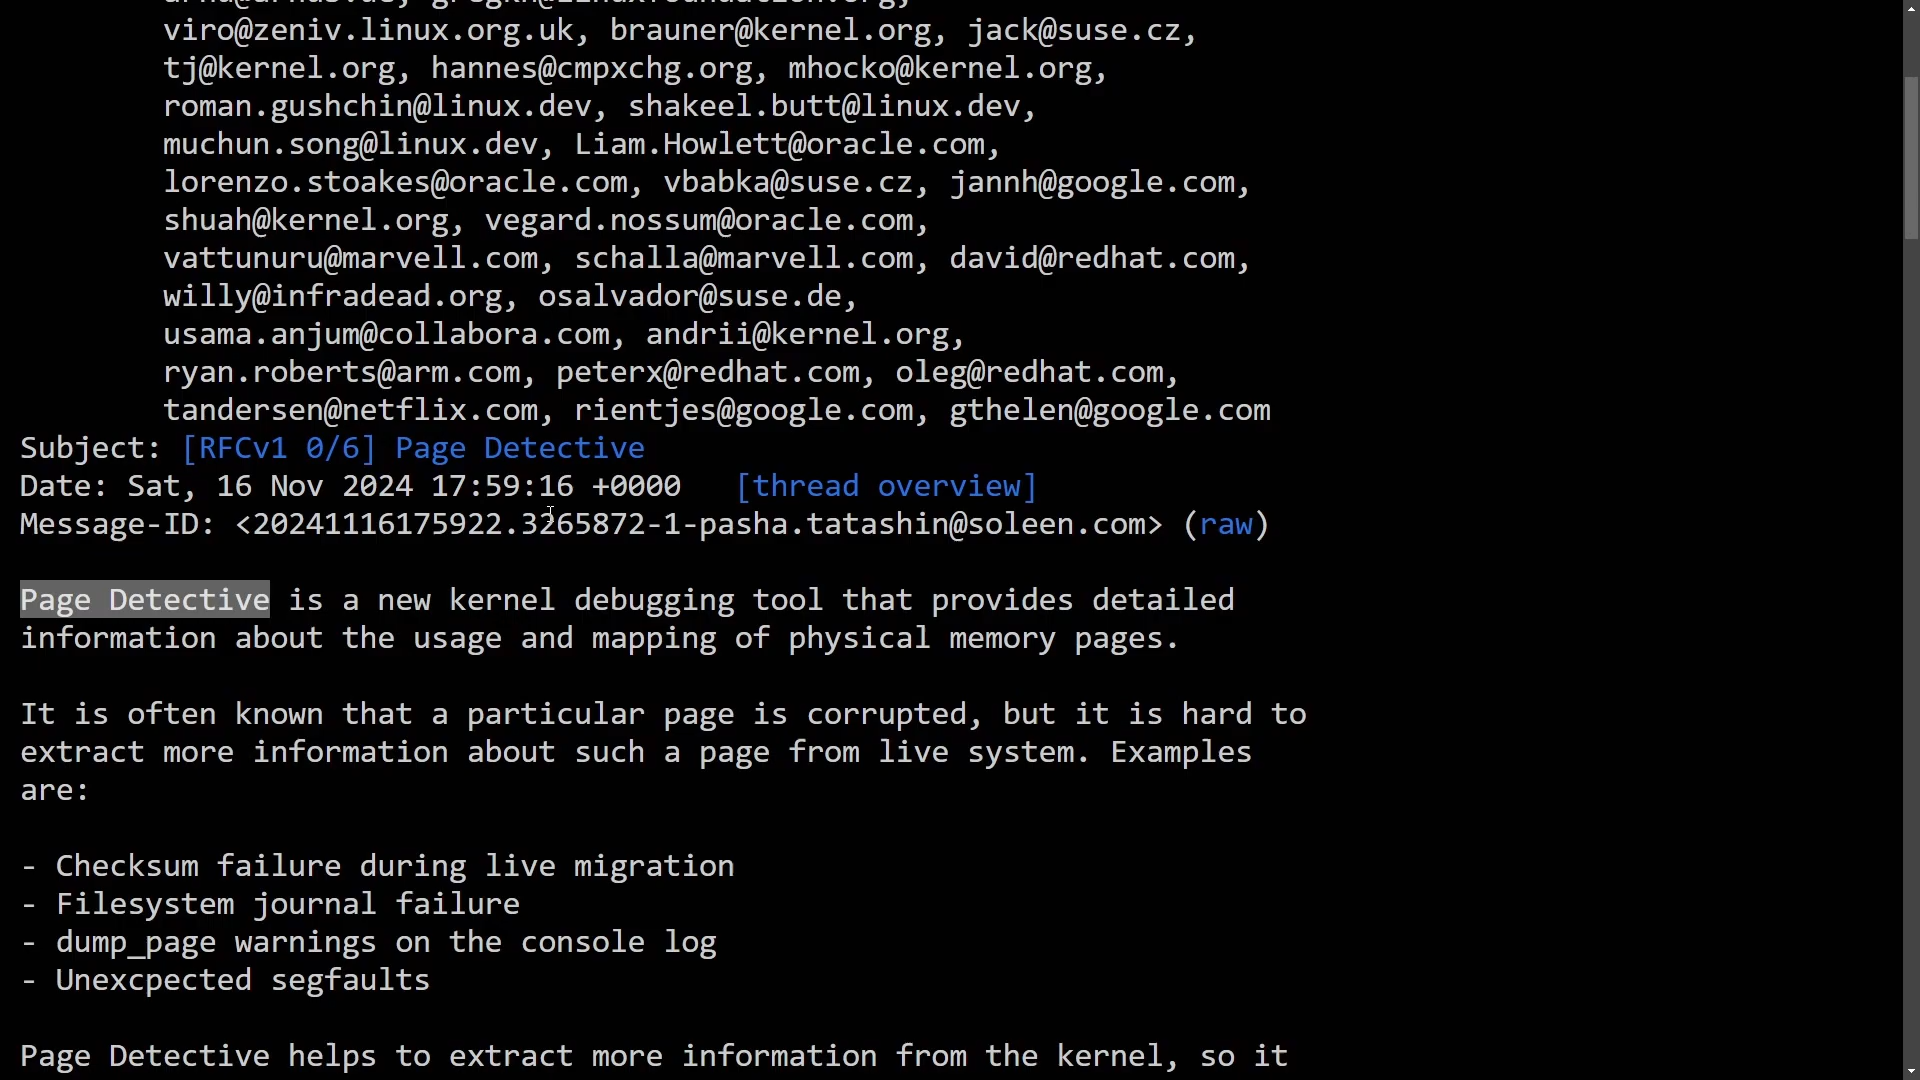 viro@zeniv.linux.org.uk, brauner@kernel.org, jack@suse.cz,
tj@kernel.org, hannes@cmpxchg.org, mhocko@kernel.org,
roman.gushchin@linux.dev, shakeel.butt@linux.dev,
muchun.song@linux.dev, Liam.Howlett@oracle.com,
lorenzo.stoakes@oracle.com, vbabka@suse.cz, jannh@google.com,
shuah@kernel.org, vegard.nossum@oracle.com,
vattunuru@marvell.com, schalla@marvell.com, david@redhat.com,
willy@infradead.org, osalvador@suse.de,
usama.anjum@collabora.com, andrii@kernel.org,
ryan.roberts@arm.com, peterx@redhat.com, oleg@redhat.com,
tandersen@netflix.com, rientjes@google.com, gthelen@google.com
Subject: [RFCv1 0/6] Page Detective
Date: Sat, 16 Nov 2024 17:59:16 +0000 [thread overview]
Message-ID: <20241116175922.3265872-1-pasha.tatashin@soleen.com> (raw)
Page Detective is a new kernel debugging tool that provides detailed
information about the usage and mapping of physical memory pages.
It is often known that a particular page is corrupted, but it is hard to
extract more information about such a page from live system. Examples
are:
- Checksum failure during live migration
- Filesystem journal failure
- dump_page warnings on the console log
- Unexcpected segfaults
Page Detective helps to extract more information from the kernel, so it